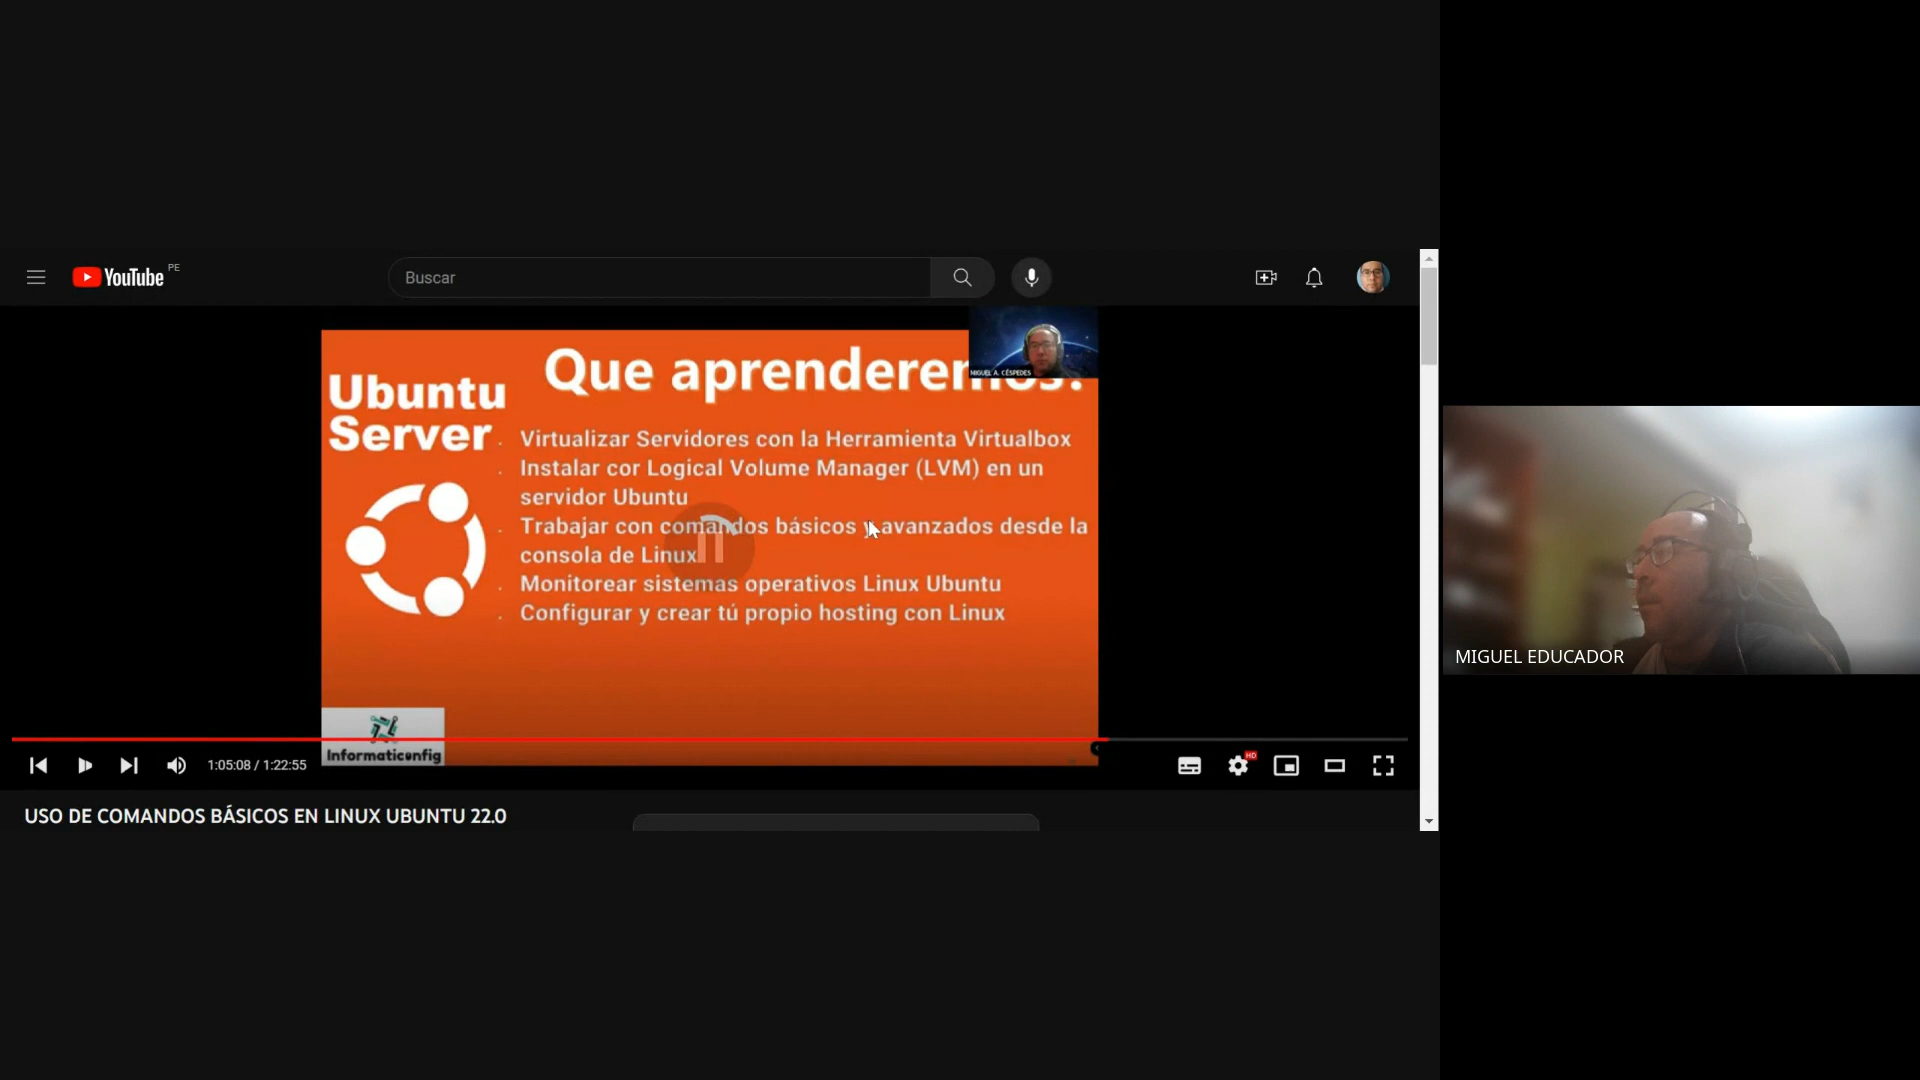 YouTube PE
Buscar
Que aprenderemos?
MIGUEL A. CÉSPEDES
Ubuntu
Server
Virtualizar Servidores con la Herramienta Virtualbox
Instalar cor Logical Volume Manager (LVM) en un
servidor Ubuntu
Trabajar con comandos básicos y avanzados desde la
consola de Linux
Monitorear sistemas operativos Linux Ubuntu
Configurar y crear tú propio hosting con Linux
Informaticonfig
1:05:08 / 1:22:55
HD
USO DE COMANDOS BÁSICOS EN LINUX UBUNTU 22.0
MIGUEL EDUCADOR